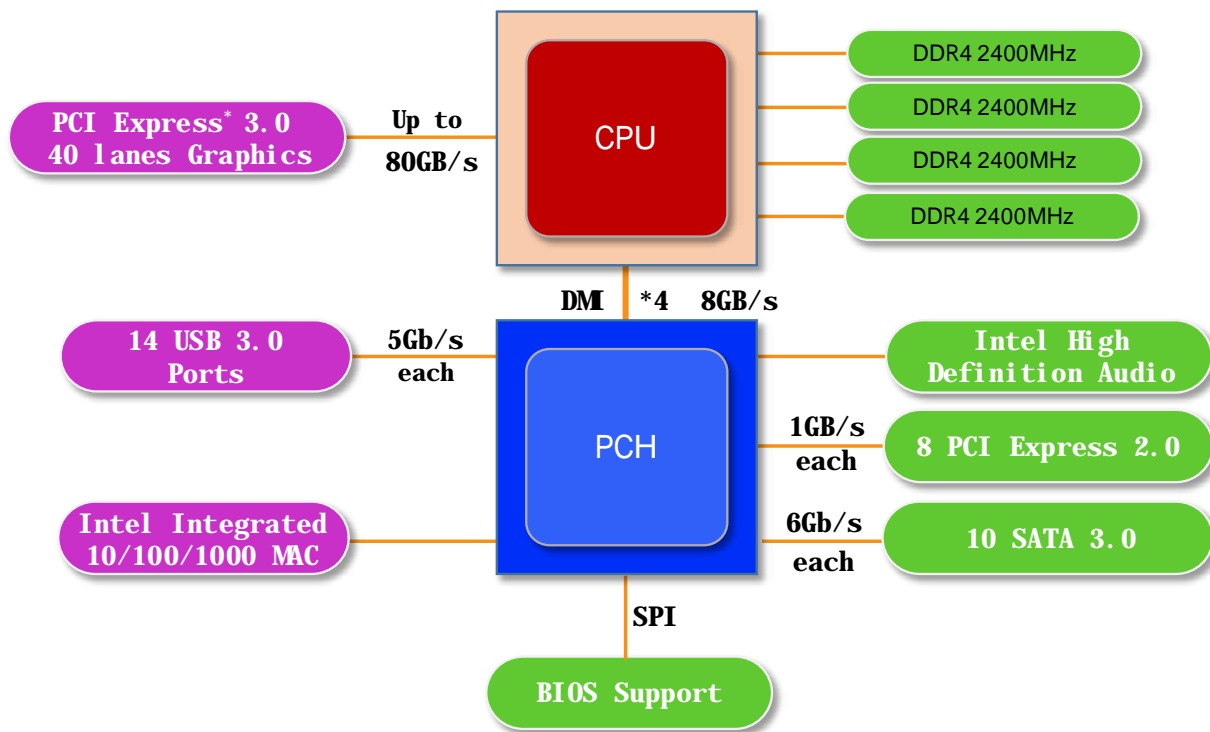 DDR4 2400MHz
PCI Express* 3.0
40 lanes Graphics
Up to
80GB/s
CPU
DDR4 2400MHz
DDR4 2400MHz
DDR4 2400MHz
DMI *4 8GB/s
14 USB 3.0
Ports
5Gb/s
each
Intel High
Definition Audio
PCH
1GB/s
each
8 PCI Express 2.0
Intel Integrated
10/100/1000 MAC
6Gb/s
each
10 SATA 3.0
SPI
BIOS Support